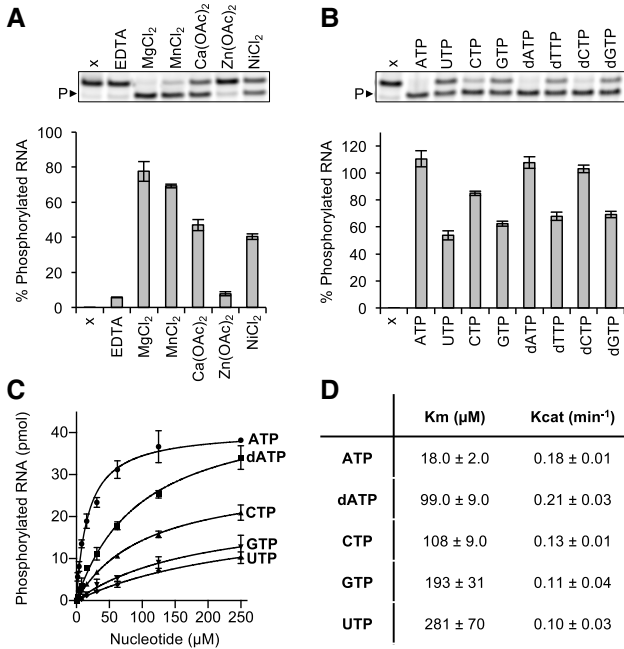 A
x
EDTA
MgCl2
MnCl2
Ca(OAc)2
Zn(OAc)2
NiCl2
P
% Phosphorylated RNA
100
80
60
40
20
0
x
EDTA
MgCl2
MnCl2
Ca(OAc)2
Zn(OAc)2
NiCl2
B
x
ATP
UTP
CTP
GTP
dATP
dTTP
dCTP
dGTP
P
% Phosphorylated RNA
120
100
80
60
40
20
0
x
ATP
UTP
CTP
GTP
dATP
dTTP
dCTP
dGTP
C
Phosphorylated RNA (pmol)
40
30
20
10
0
ATP
dATP
CTP
GTP
UTP
0 50 100 150 200 250
Nucleotide (µM)
D
Km (µM) Kcat (min-1)
ATP 18.0 ± 2.0 0.18 ± 0.01
dATP 99.0 ± 9.0 0.21 ± 0.03
CTP 108 ± 9.0 0.13 ± 0.01
GTP 193 ± 31 0.11 ± 0.04
UTP 281 ± 70 0.10 ± 0.03